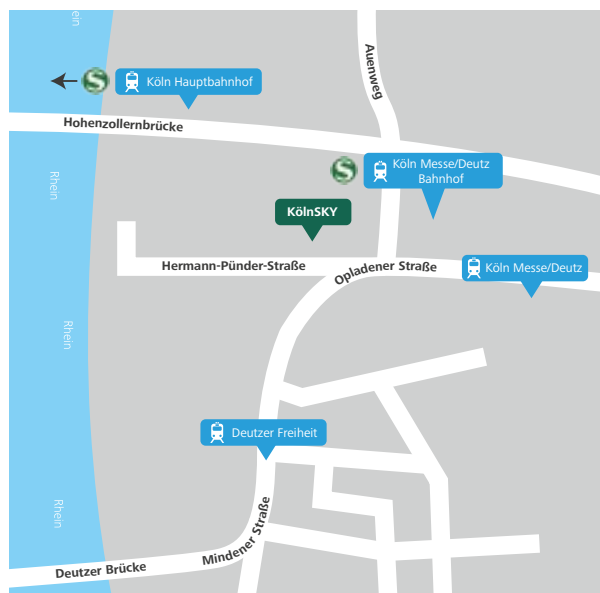 ein
Auenweg
S
Köln Hauptbahnhof
Hohenzollernbrücke
S
Köln Messe/Deutz
Bahnhof
Rhein
KölnSKY
Hermann-Pünder-Straße
Opladener Straße
Köln Messe/Deutz
Rhein
Deutzer Freiheit
Rhein
Mindener Straße
Deutzer Brücke